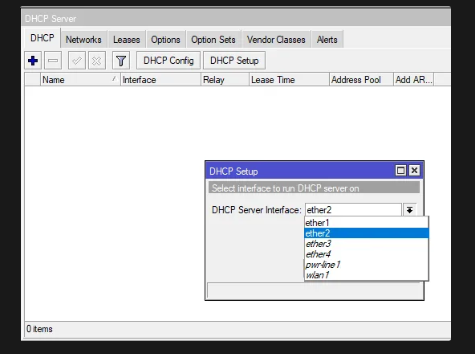 DHCP Server
DHCP Networks Leases Options Option Sets Vendor Classes Alerts
DHCP Config DHCP Setup
Name / Interface Relay Lease Time Address Pool Add AR...
DHCP Setup
Select interface to run DHCP server on
DHCP Server Interface: ether2
ether1
ether2
ether3
ether4
pwr-line1
wlan1
0 items